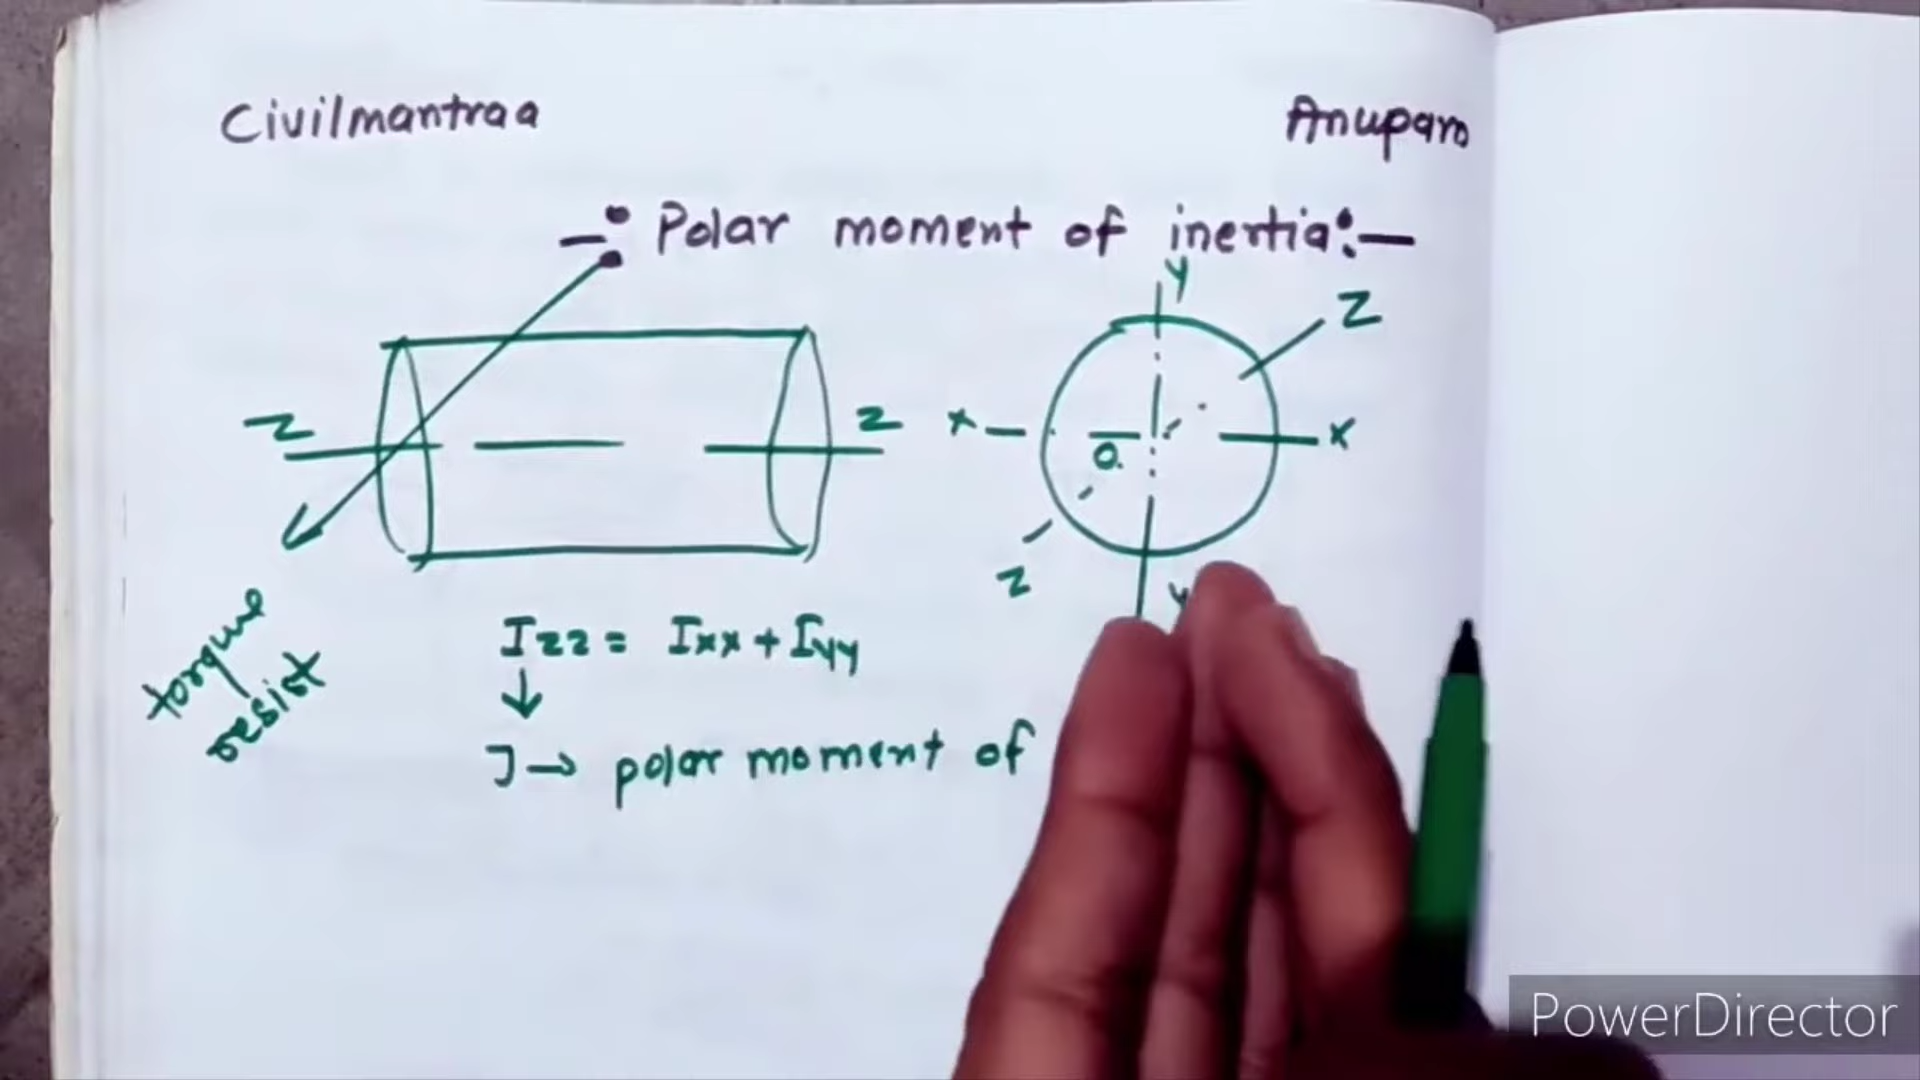 Civilmantraa
Anupam
-: Polar moment of inertia:-
y
z
z
z
x
x
o.
z
y
torque
resist
Izz = Ixx + Iyy
↓
J → polar moment of
PowerDirector